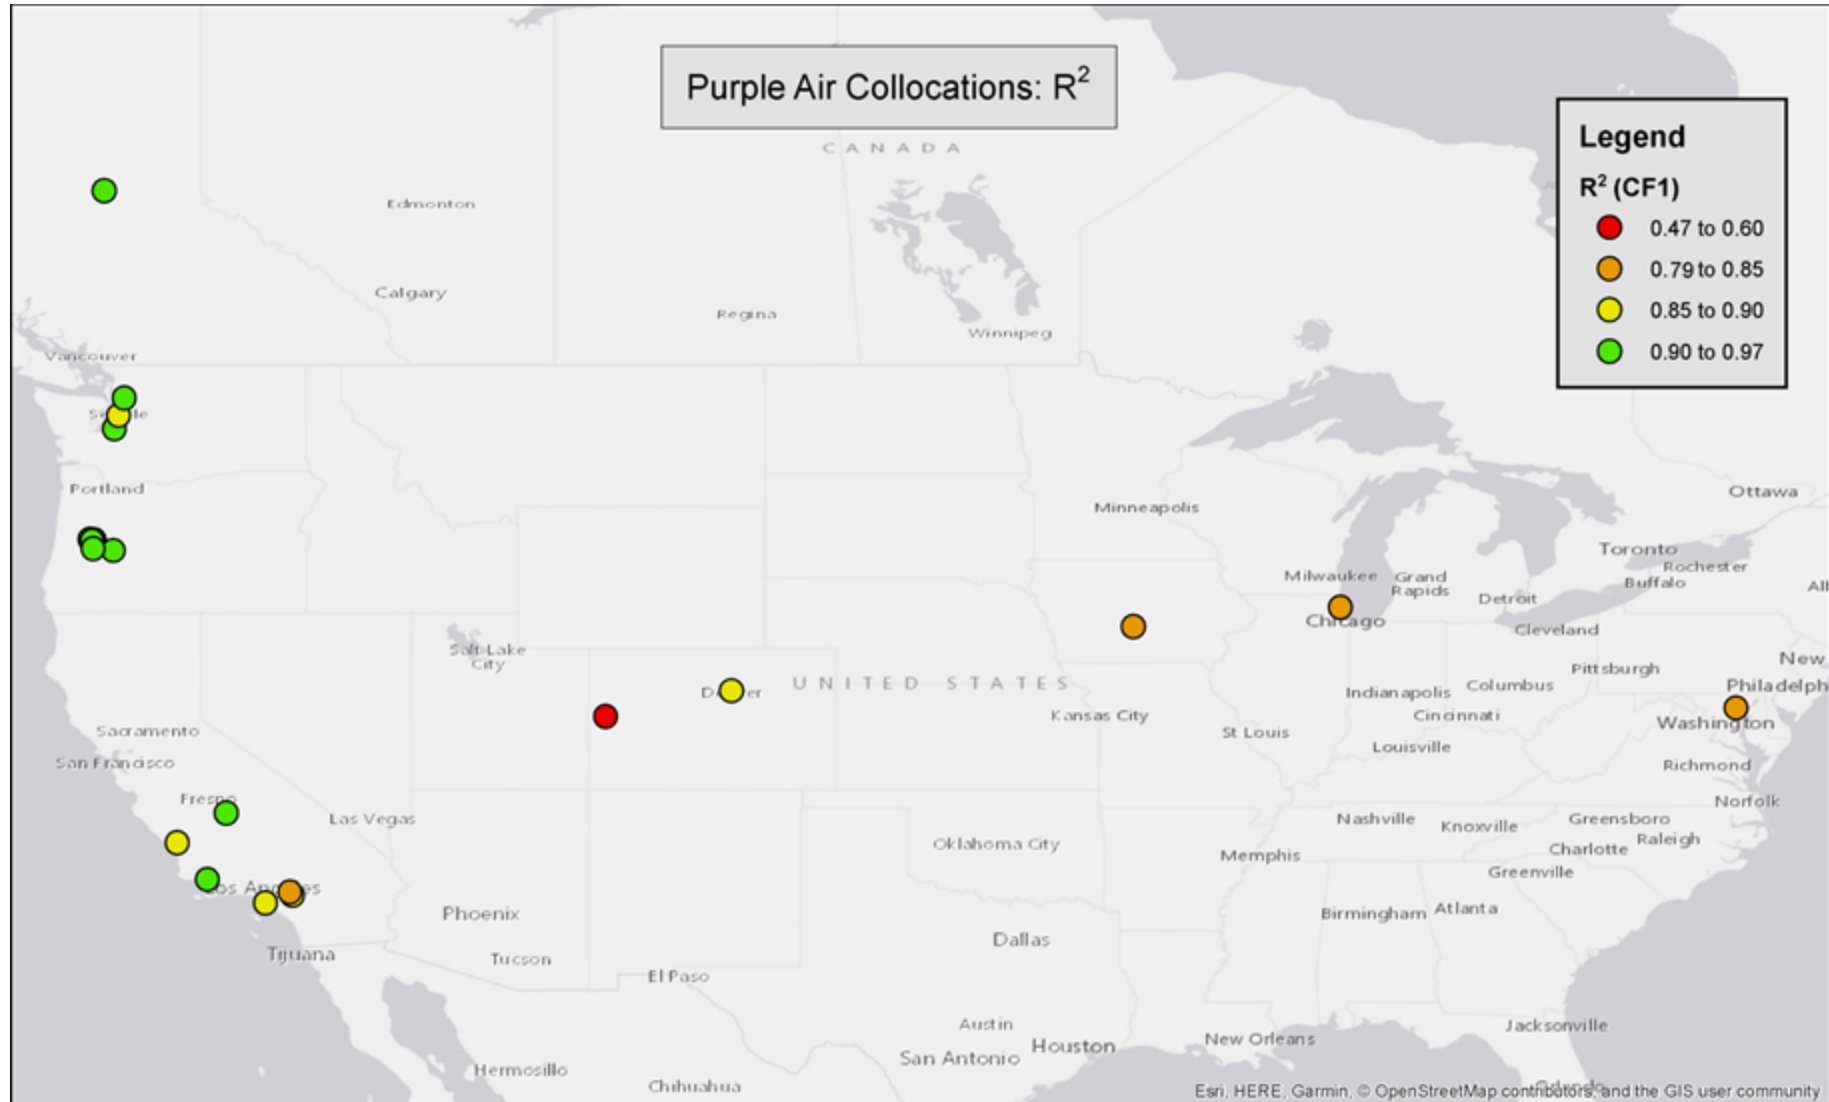 Purple Air Collocations: R²
Legend
R² (CF1)
0.47 to 0.60
0.79 to 0.85
0.85 to 0.90
0.90 to 0.97
CANADA
Edmonton
Calgary
Regina
Winnipeg
Vancouver
Portland
Minneapolis
Ottawa
Toronto
Rochester
Buffalo
Milwaukee
Grand
Rapids
Detroit
Chicago
Cleveland
Salt Lake
City
Pittsburgh
New
UNITED STATES
Philadelph
Indianapolis
Columbus
Kansas City
Cincinnati
Washington
Sacramento
St Louis
Louisville
San Francisco
Richmond
Fresno
Norfolk
Las Vegas
Nashville
Knoxville
Greensboro
Raleigh
Oklahoma City
Memphis
Charlotte
Greenville
Los Angeles
Phoenix
Birmingham
Atlanta
Dallas
Tijuana
Tucson
El Paso
Austin
Jacksonville
Houston
New Orleans
San Antonio
Hermosillo
Chihuahua
Esri, HERE, Garmin, © OpenStreetMap contributors, and the GIS user community